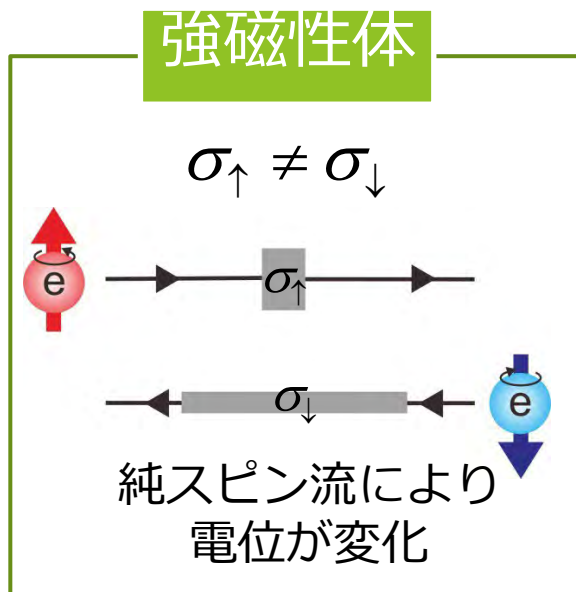 強磁性体
σ↑ ≠ σ↓
e
σ↑
σ↓
e
純スピン流により
電位が変化